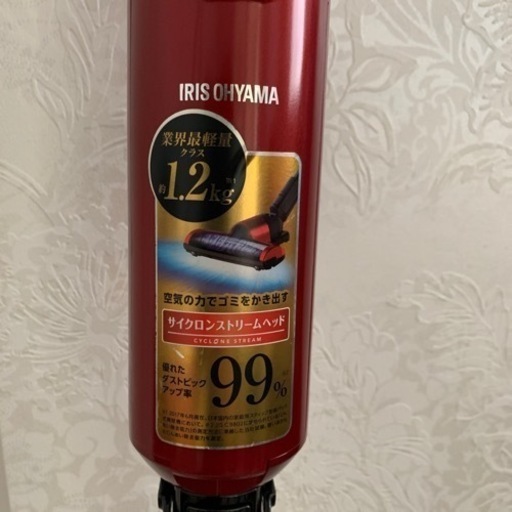 IRIS OHYAMA
業界最軽量
クラス
約1.2kg
空気の力でゴミをかき出す
サイクロンストリームヘッド
CYCLONE STREAM
優れた
ダストピック
アップ率
99%